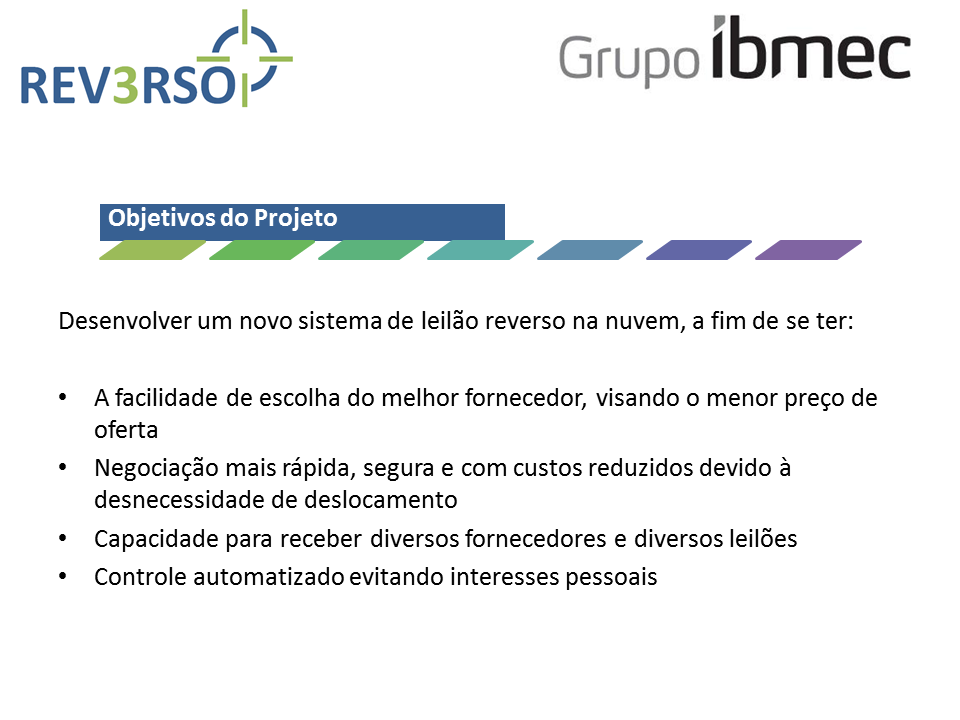 REV3RSO
Grupo ibmec
Objetivos do Projeto
Desenvolver um novo sistema de leilão reverso na nuvem, a fim de se ter:
• A facilidade de escolha do melhor fornecedor, visando o menor preço de
oferta
• Negociação mais rápida, segura e com custos reduzidos devido à
desnecessidade de deslocamento
• Capacidade para receber diversos fornecedores e diversos leilões
• Controle automatizado evitando interesses pessoais